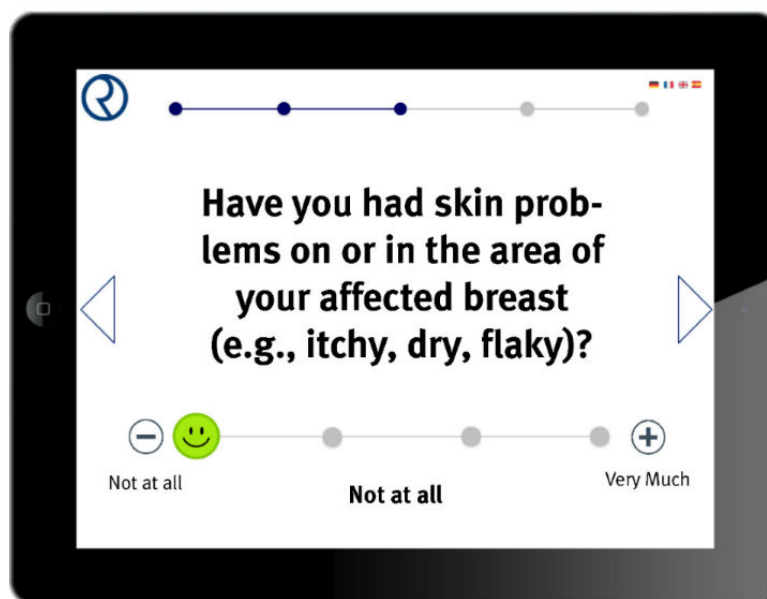 Have you had skin prob-
lems on or in the area of
your affected breast
(e.g., itchy, dry, flaky)?
Not at all
Very Much
Not at all